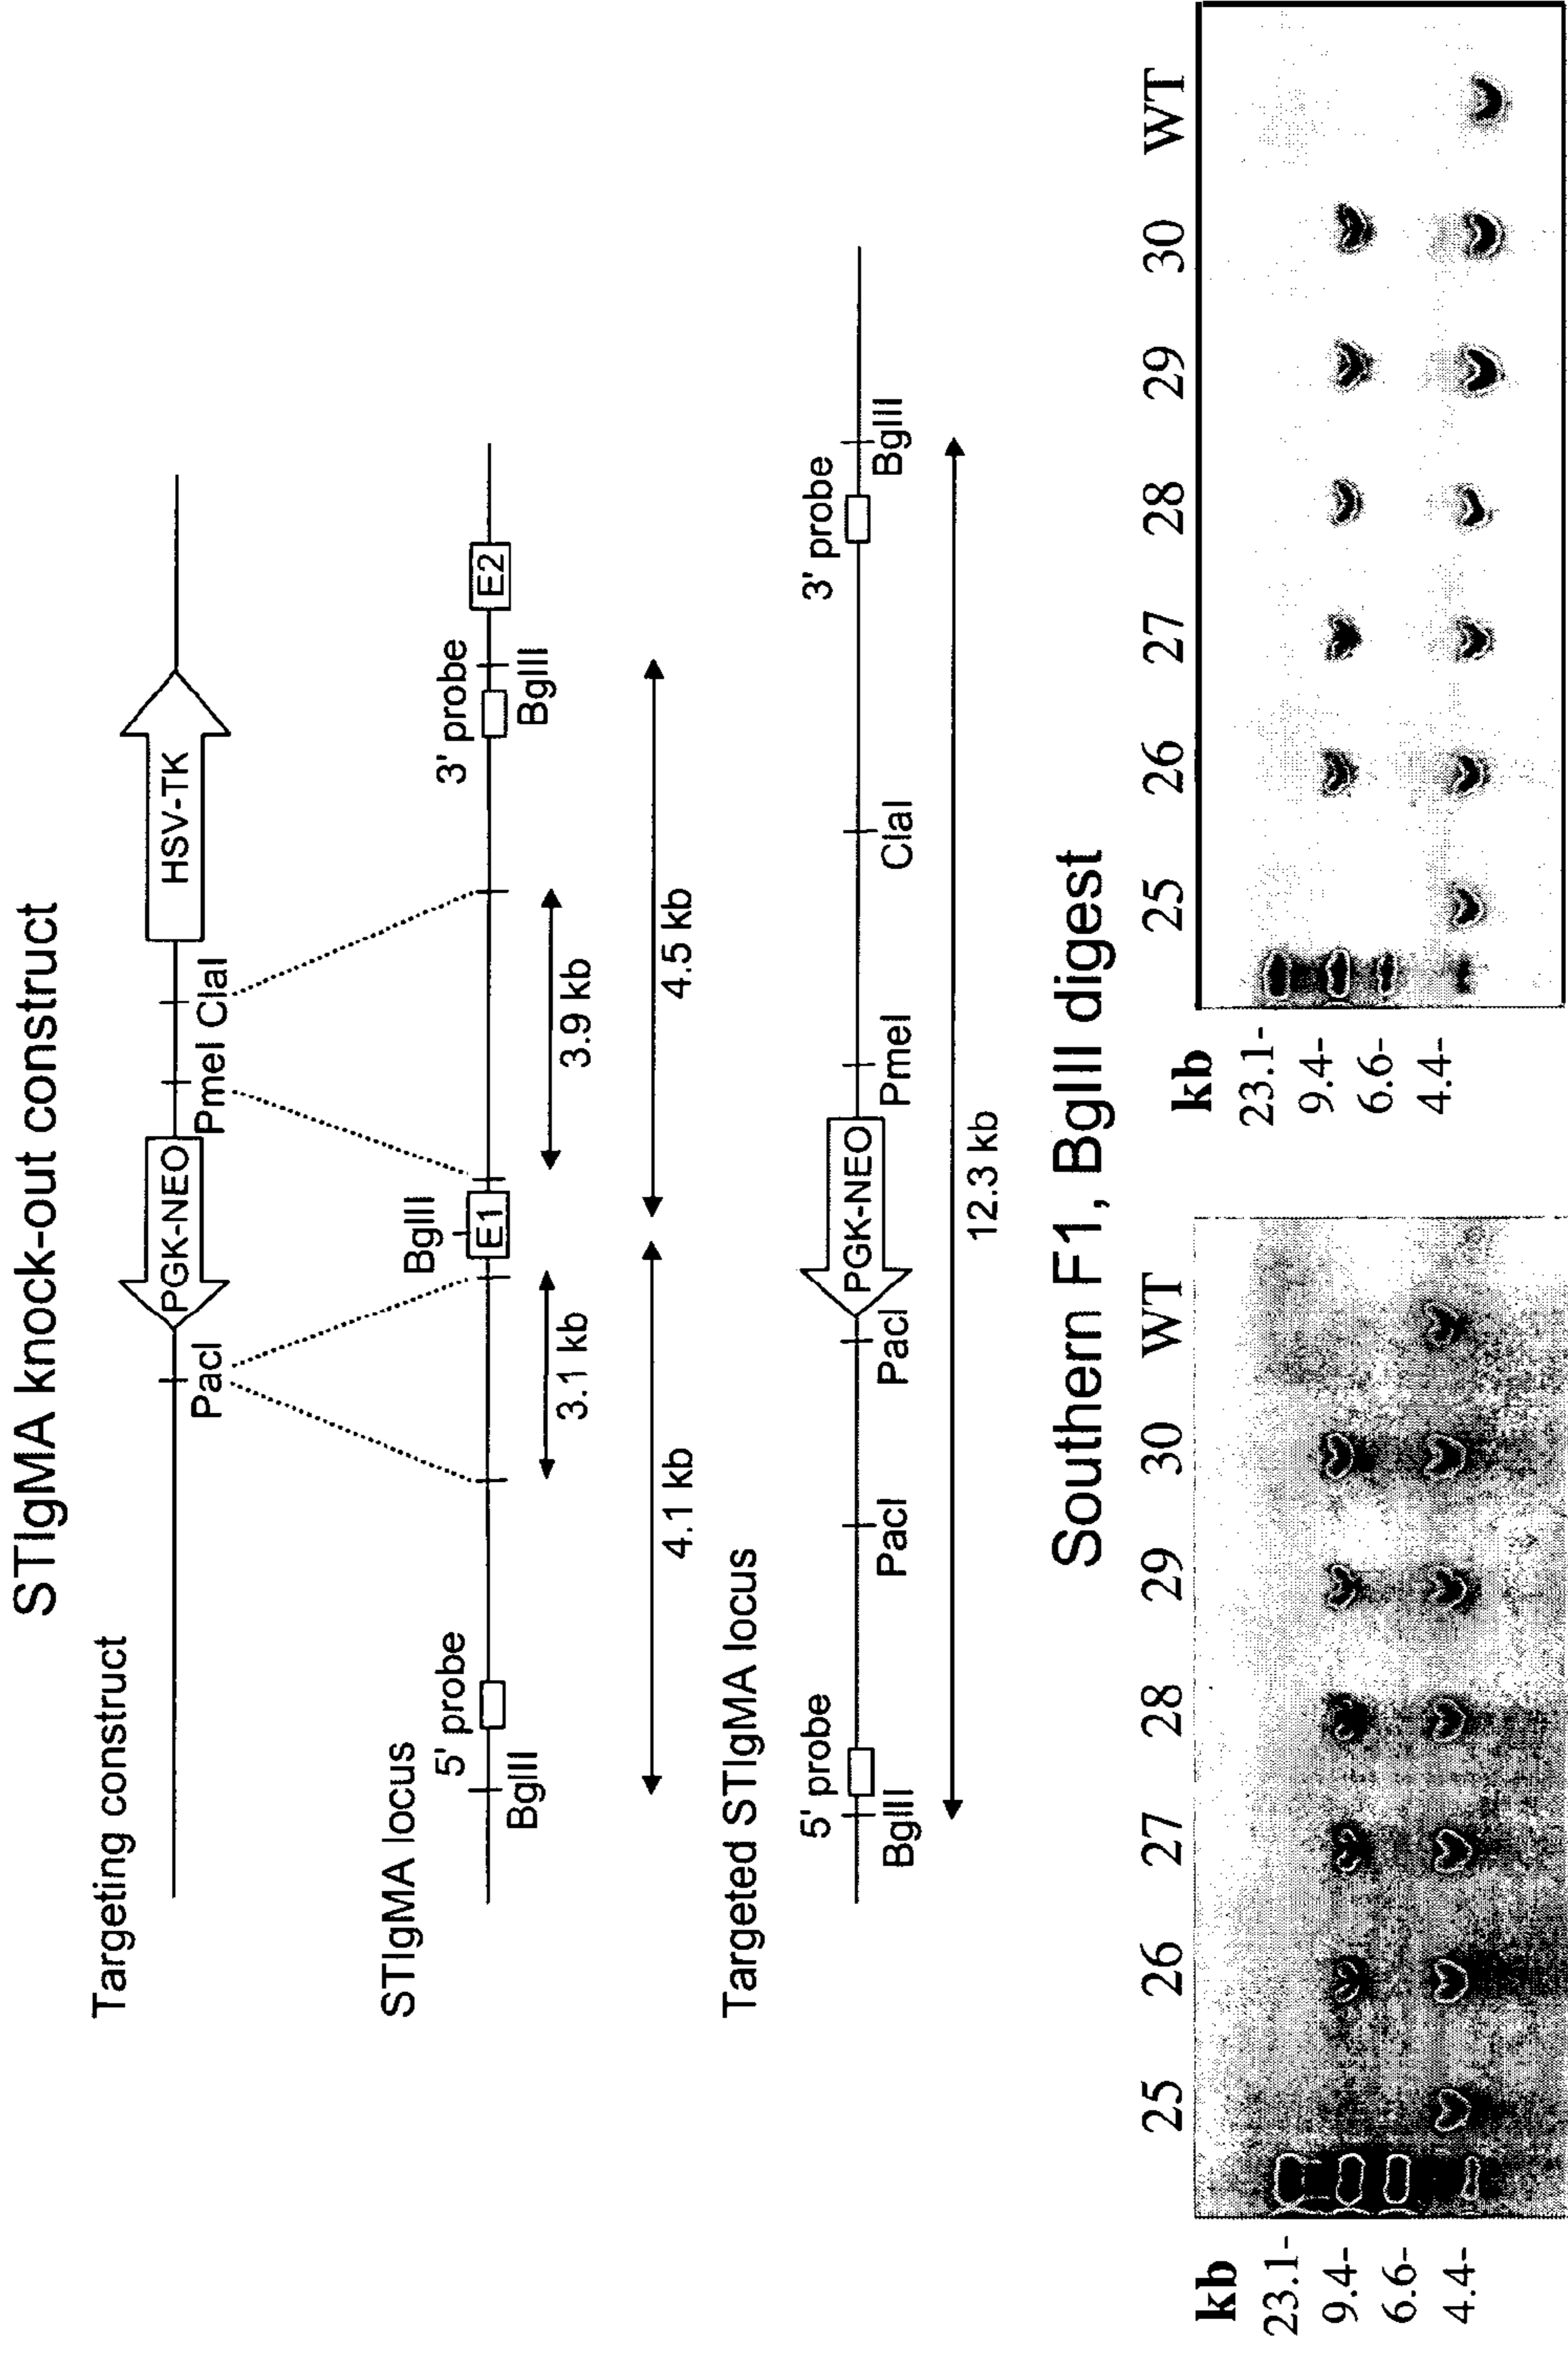 STIgMA knock-out construct
Targeting construct
PacI
PGK-NEO
PmeI
ClaI
HSV-TK
STIgMA locus
BglII
5' probe
BglII
E1
3' probe
BglII
E2
3.1 kb
3.9 kb
4.1 kb
4.5 kb
Targeted STIgMA locus
5' probe
BglII
PacI
PacI
PGK-NEO
PmeI
ClaI
3' probe
BglII
12.3 kb
Southern F1, BglII digest
kb 25 26 27 28 29 30 WT
23.1-
9.4-
6.6-
4.4-
kb 25 26 27 28 29 30 WT
23.1-
9.4-
6.6-
4.4-